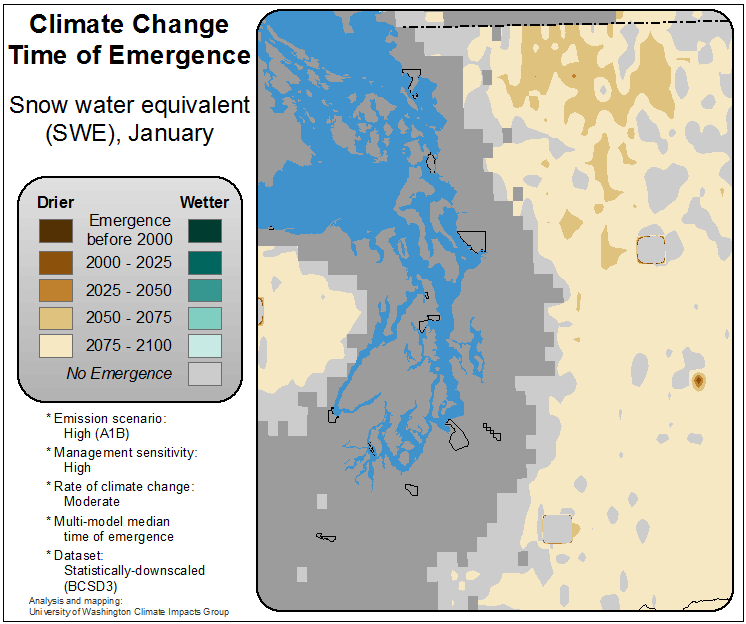 Climate Change
Time of Emergence
Snow water equivalent
(SWE), January
Drier
Wetter
Emergence
before 2000
2000 - 2025
2025 - 2050
2050 - 2075
2075 - 2100
No Emergence
* Emission scenario:
High (A1B)
* Management sensitivity:
High
* Rate of climate change:
Moderate
* Multi-model median
time of emergence
* Dataset:
Statistically-downscaled
(BCSD3)
Analysis and mapping:
University of Washington Climate Impacts Group